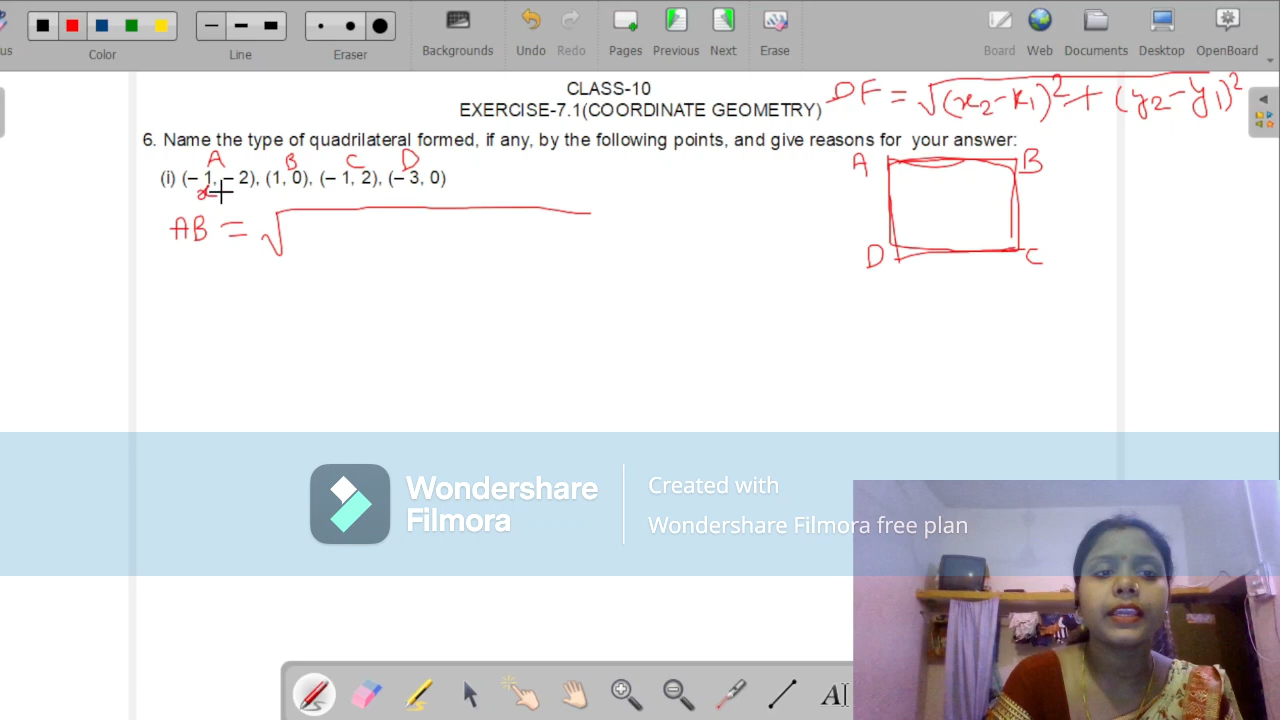 us
Color
Line
Eraser
Backgrounds
Undo
Redo
Pages
Previous
Next
Erase
Board
Web
Documents
Desktop
OpenBoard
CLASS-10
EXERCISE-7.1(COORDINATE GEOMETRY)
DF = √(x₂-x₁)² + (y₂-y₁)²
6. Name the type of quadrilateral formed, if any, by the following points, and give reasons for your answer:
A B C D
(i) (– 1, – 2), (1, 0), (– 1, 2), (– 3, 0)
x
AB = √
A B
D C
Wondershare
Filmora
Created with
Wondershare Filmora free plan
A